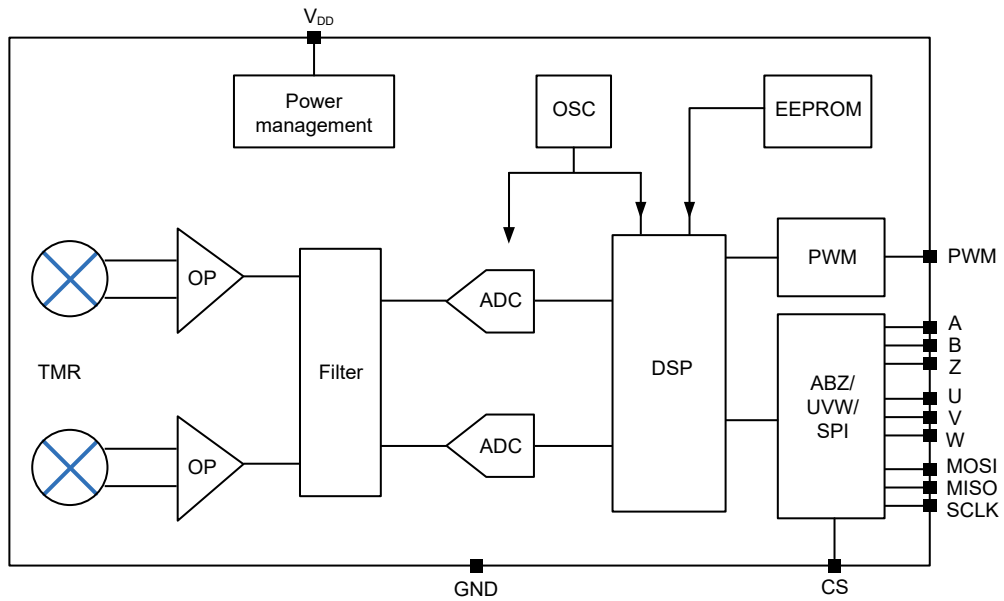 VDD
Power
management
OSC
EEPROM
OP
ADC
PWM
PWM
TMR
Filter
DSP
ABZ/
UVW/
SPI
A
B
Z
U
V
W
MOSI
MISO
SCLK
OP
ADC
GND
CS